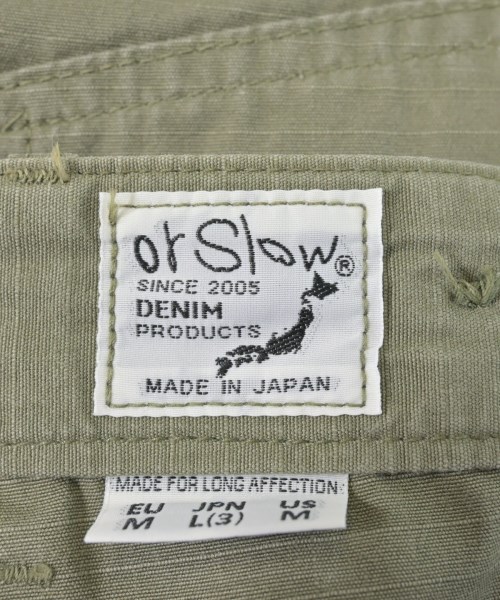 orSlow®
SINCE 2005
DENIM
PRODUCTS
MADE IN JAPAN
MADE FOR LONG AFFECTION
EU JPN US
M L(3) M